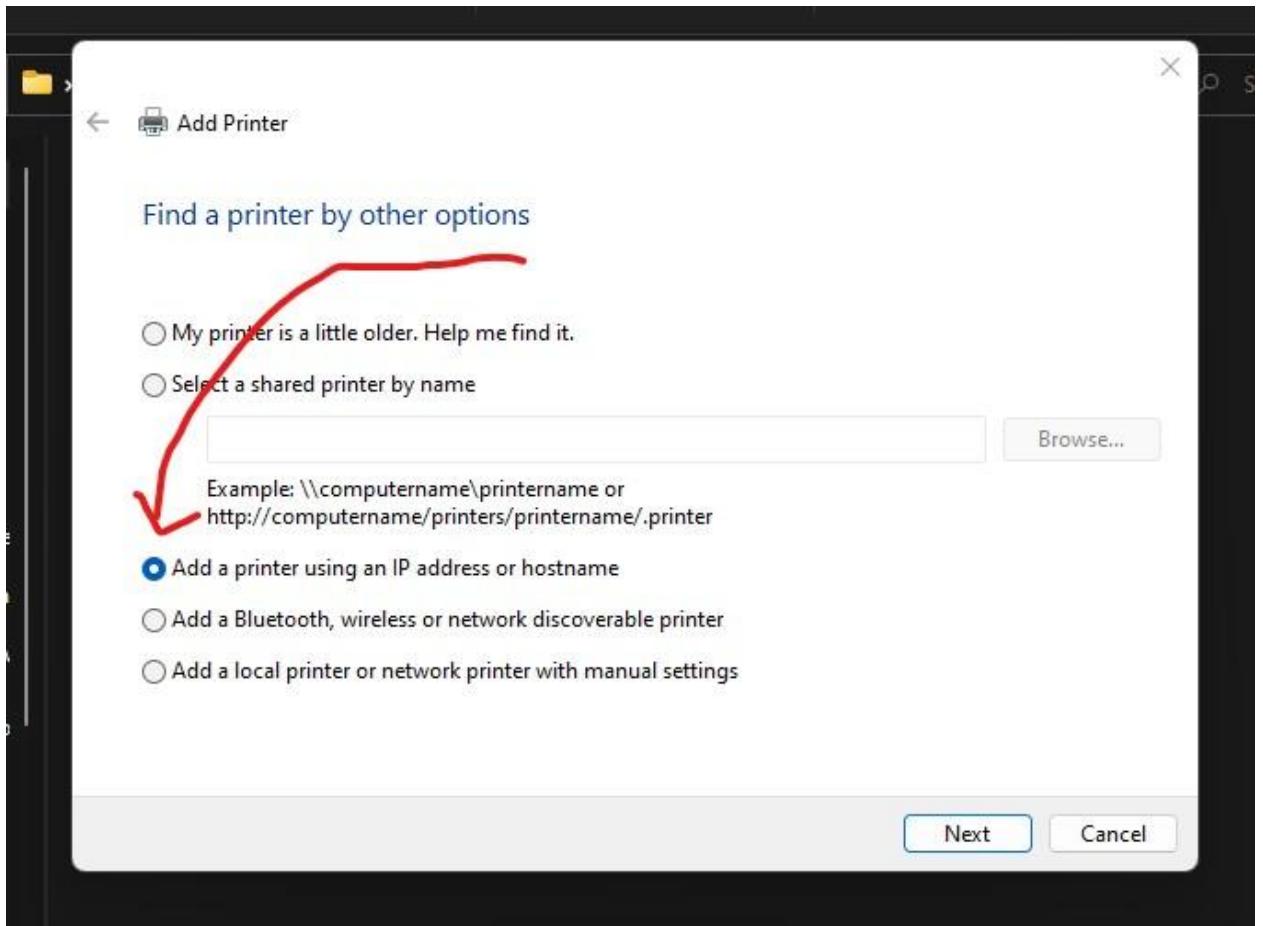 Add Printer
Find a printer by other options
My printer is a little older. Help me find it.
Select a shared printer by name
Browse...
Example: \\computername\printername or
http://computername/printers/printername/.printer
Add a printer using an IP address or hostname
Add a Bluetooth, wireless or network discoverable printer
Add a local printer or network printer with manual settings
Next
Cancel